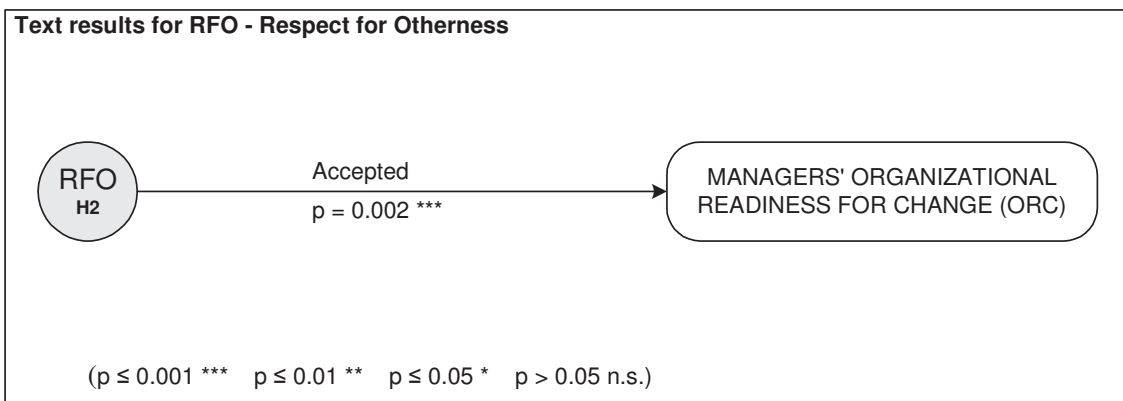 Text results for RFO - Respect for Otherness
RFO
H2
Accepted
p = 0.002 ***
MANAGERS' ORGANIZATIONAL
READINESS FOR CHANGE (ORC)
(p ≤ 0.001 *** p ≤ 0.01 ** p ≤ 0.05 * p > 0.05 n.s.)